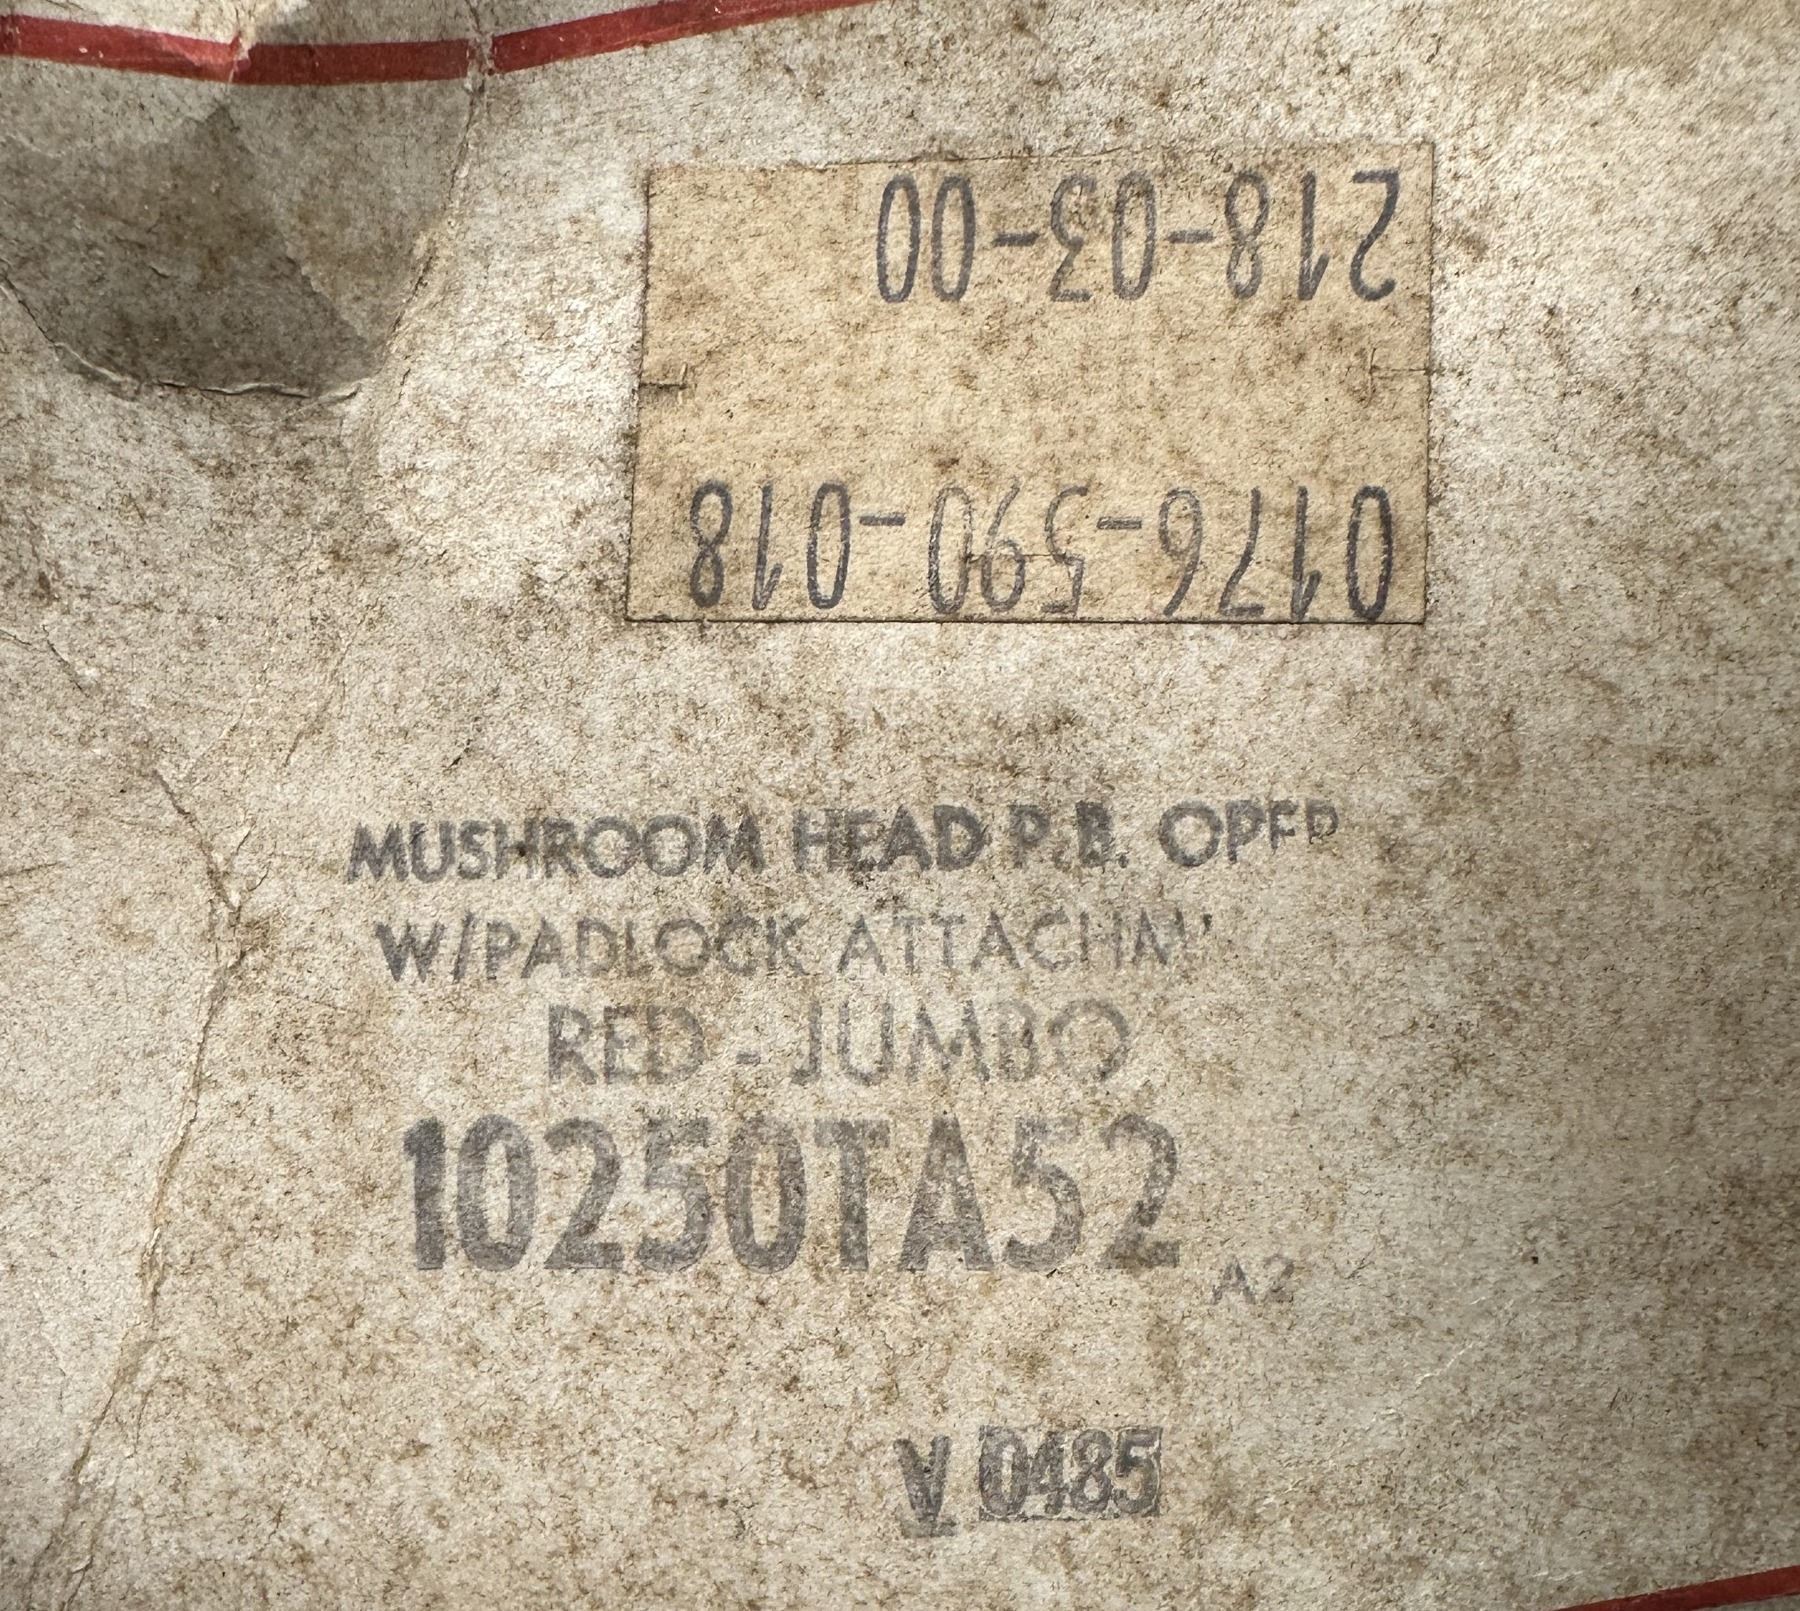 218-03-00
0176-590-018
MUSHROOM HEAD P.B. OPER
W/PADLOCK ATTACHM'
RED - JUMBO
10250TA52
A2
V 0485